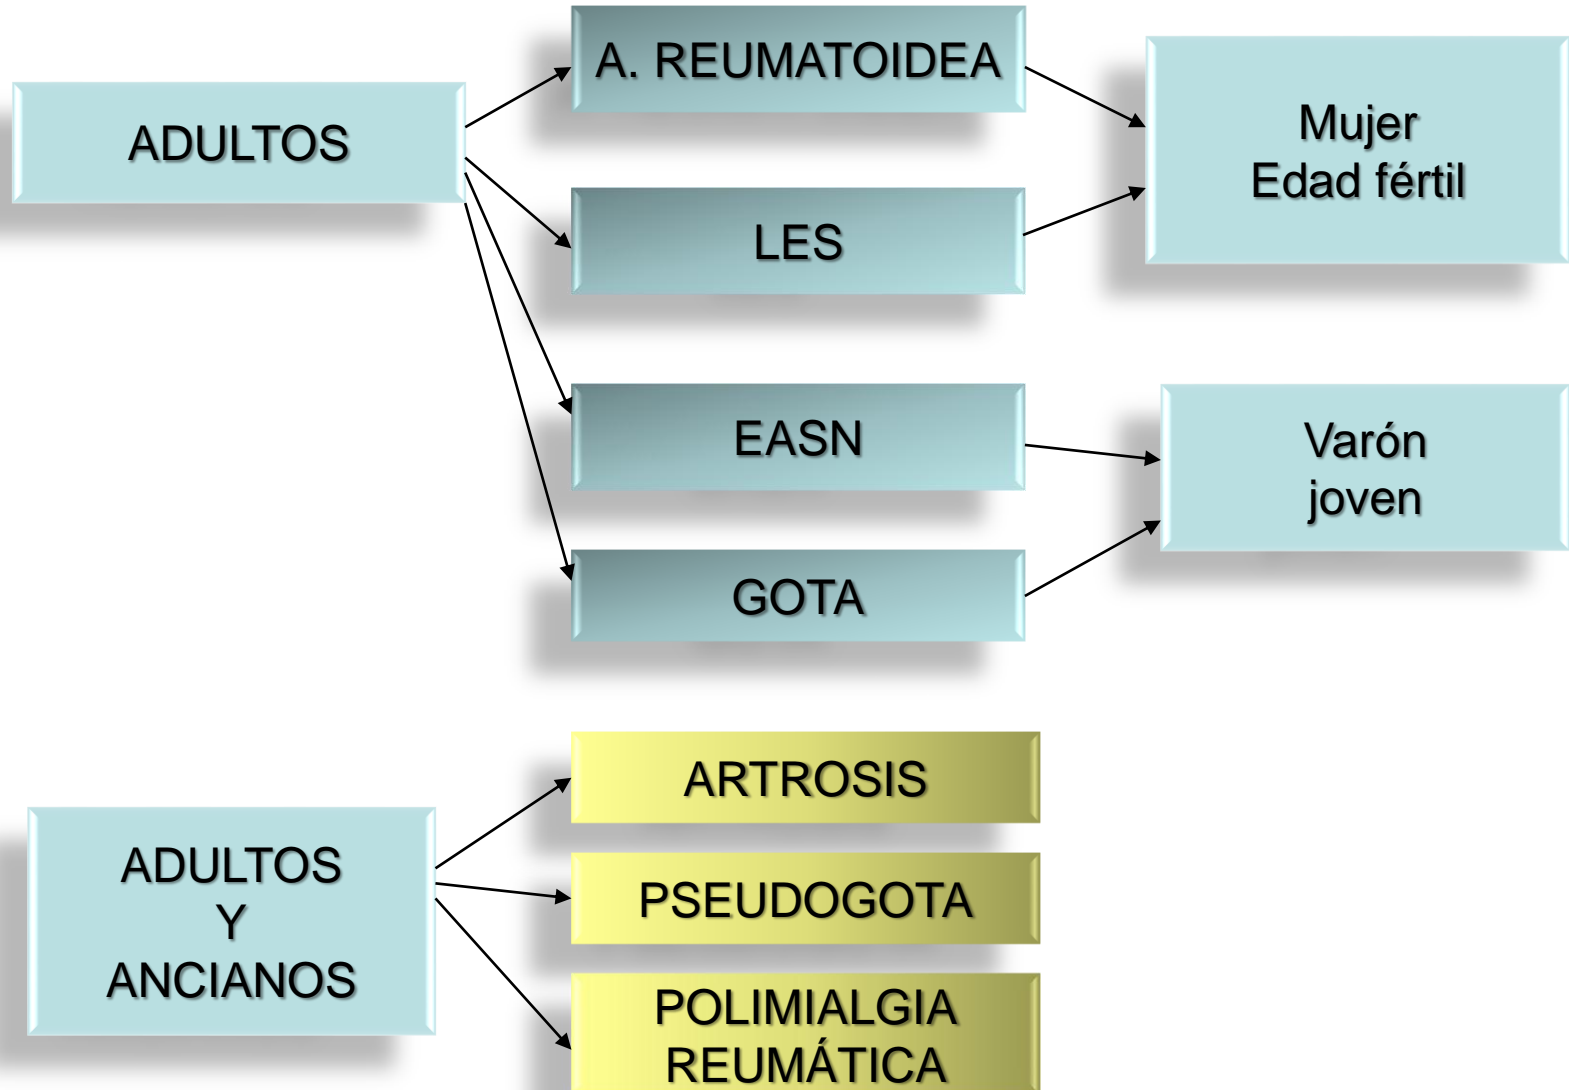 ADULTOS
A. REUMATOIDEA
LES
EASN
GOTA
Mujer
Edad fértil
Varón
joven
ADULTOS
Y
ANCIANOS
ARTROSIS
PSEUDOGOTA
POLIMIALGIA
REUMÁTICA